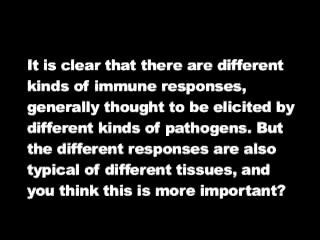 It is clear that there are different
kinds of immune responses,
generally thought to be elicited by
different kinds of pathogens. But
the different responses are also
typical of different tissues, and
you think this is more important?